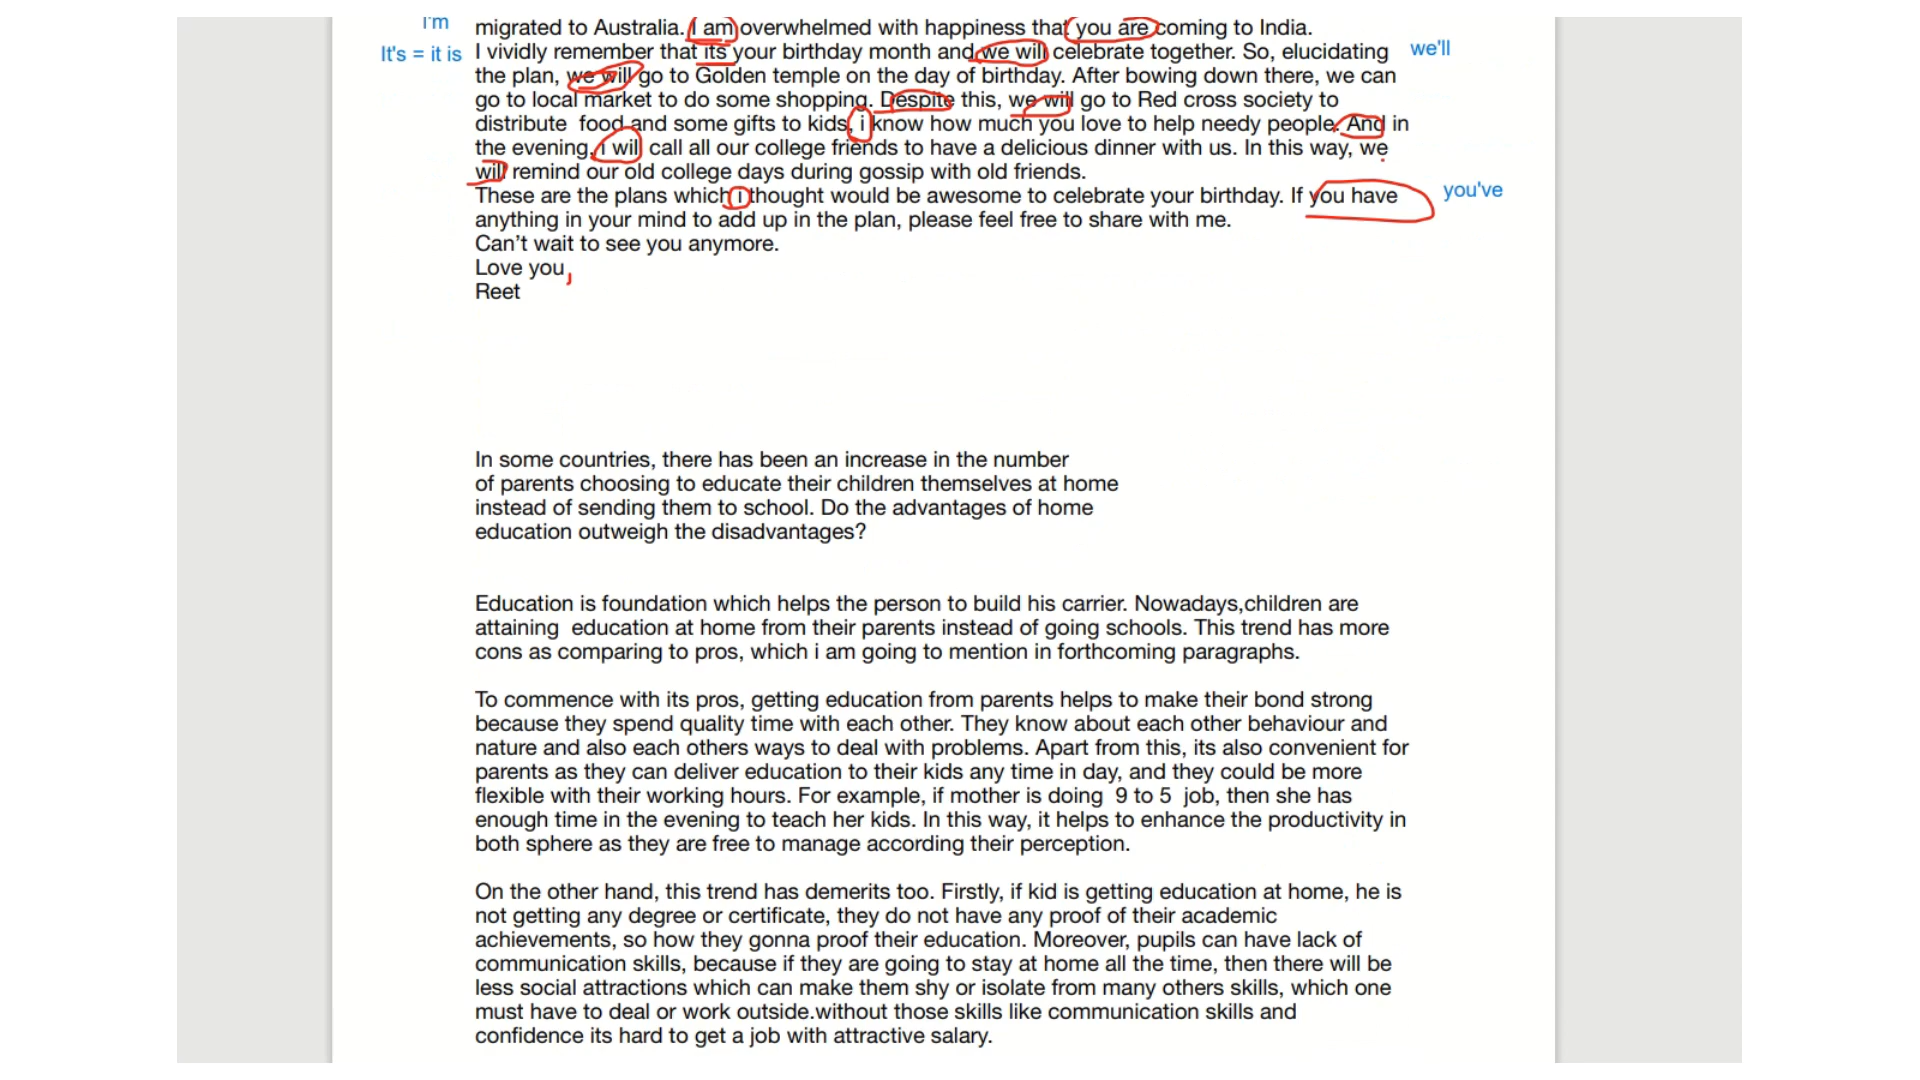 I'm migrated to Australia. I am overwhelmed with happiness that you are coming to India.
It's = it is I vividly remember that its your birthday month and we will celebrate together. So, elucidating we'll
the plan, we will go to Golden temple on the day of birthday. After bowing down there, we can
go to local market to do some shopping. Despite this, we will go to Red cross society to
distribute  food and some gifts to kids, i know how much you love to help needy people. And in
the evening, i will call all our college friends to have a delicious dinner with us. In this way, we
will remind our old college days during gossip with old friends.
These are the plans which i thought would be awesome to celebrate your birthday. If you have you've
anything in your mind to add up in the plan, please feel free to share with me.
Can’t wait to see you anymore.
Love you,
Reet
In some countries, there has been an increase in the number
of parents choosing to educate their children themselves at home
instead of sending them to school. Do the advantages of home
education outweigh the disadvantages?
Education is foundation which helps the person to build his carrier. Nowadays,children are
attaining  education at home from their parents instead of going schools. This trend has more
cons as comparing to pros, which i am going to mention in forthcoming paragraphs.
To commence with its pros, getting education from parents helps to make their bond strong
because they spend quality time with each other. They know about each other behaviour and
nature and also each others ways to deal with problems. Apart from this, its also convenient for
parents as they can deliver education to their kids any time in day, and they could be more
flexible with their working hours. For example, if mother is doing  9 to 5  job, then she has
enough time in the evening to teach her kids. In this way, it helps to enhance the productivity in
both sphere as they are free to manage according their perception.
On the other hand, this trend has demerits too. Firstly, if kid is getting education at home, he is
not getting any degree or certificate, they do not have any proof of their academic
achievements, so how they gonna proof their education. Moreover, pupils can have lack of
communication skills, because if they are going to stay at home all the time, then there will be
less social attractions which can make them shy or isolate from many others skills, which one
must have to deal or work outside.without those skills like communication skills and
confidence its hard to get a job with attractive salary.